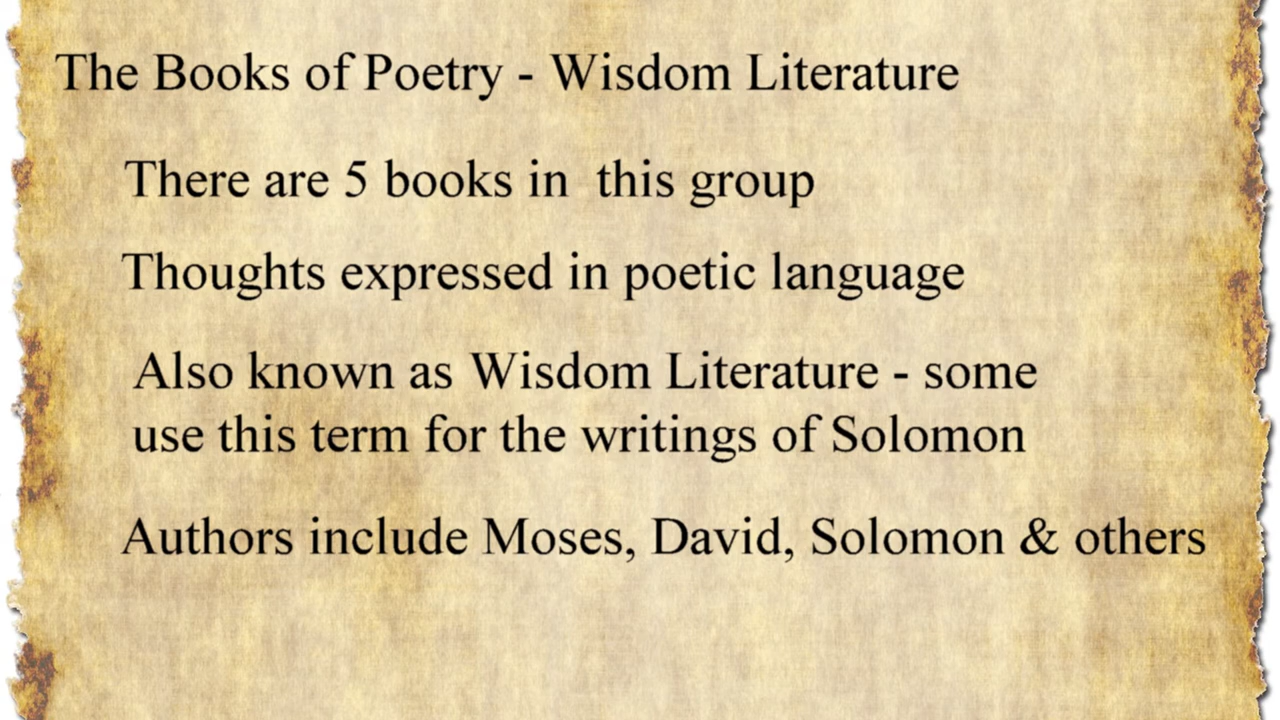 The Books of Poetry - Wisdom Literature
There are 5 books in this group
Thoughts expressed in poetic language
Also known as Wisdom Literature - some
use this term for the writings of Solomon
Authors include Moses, David, Solomon & others